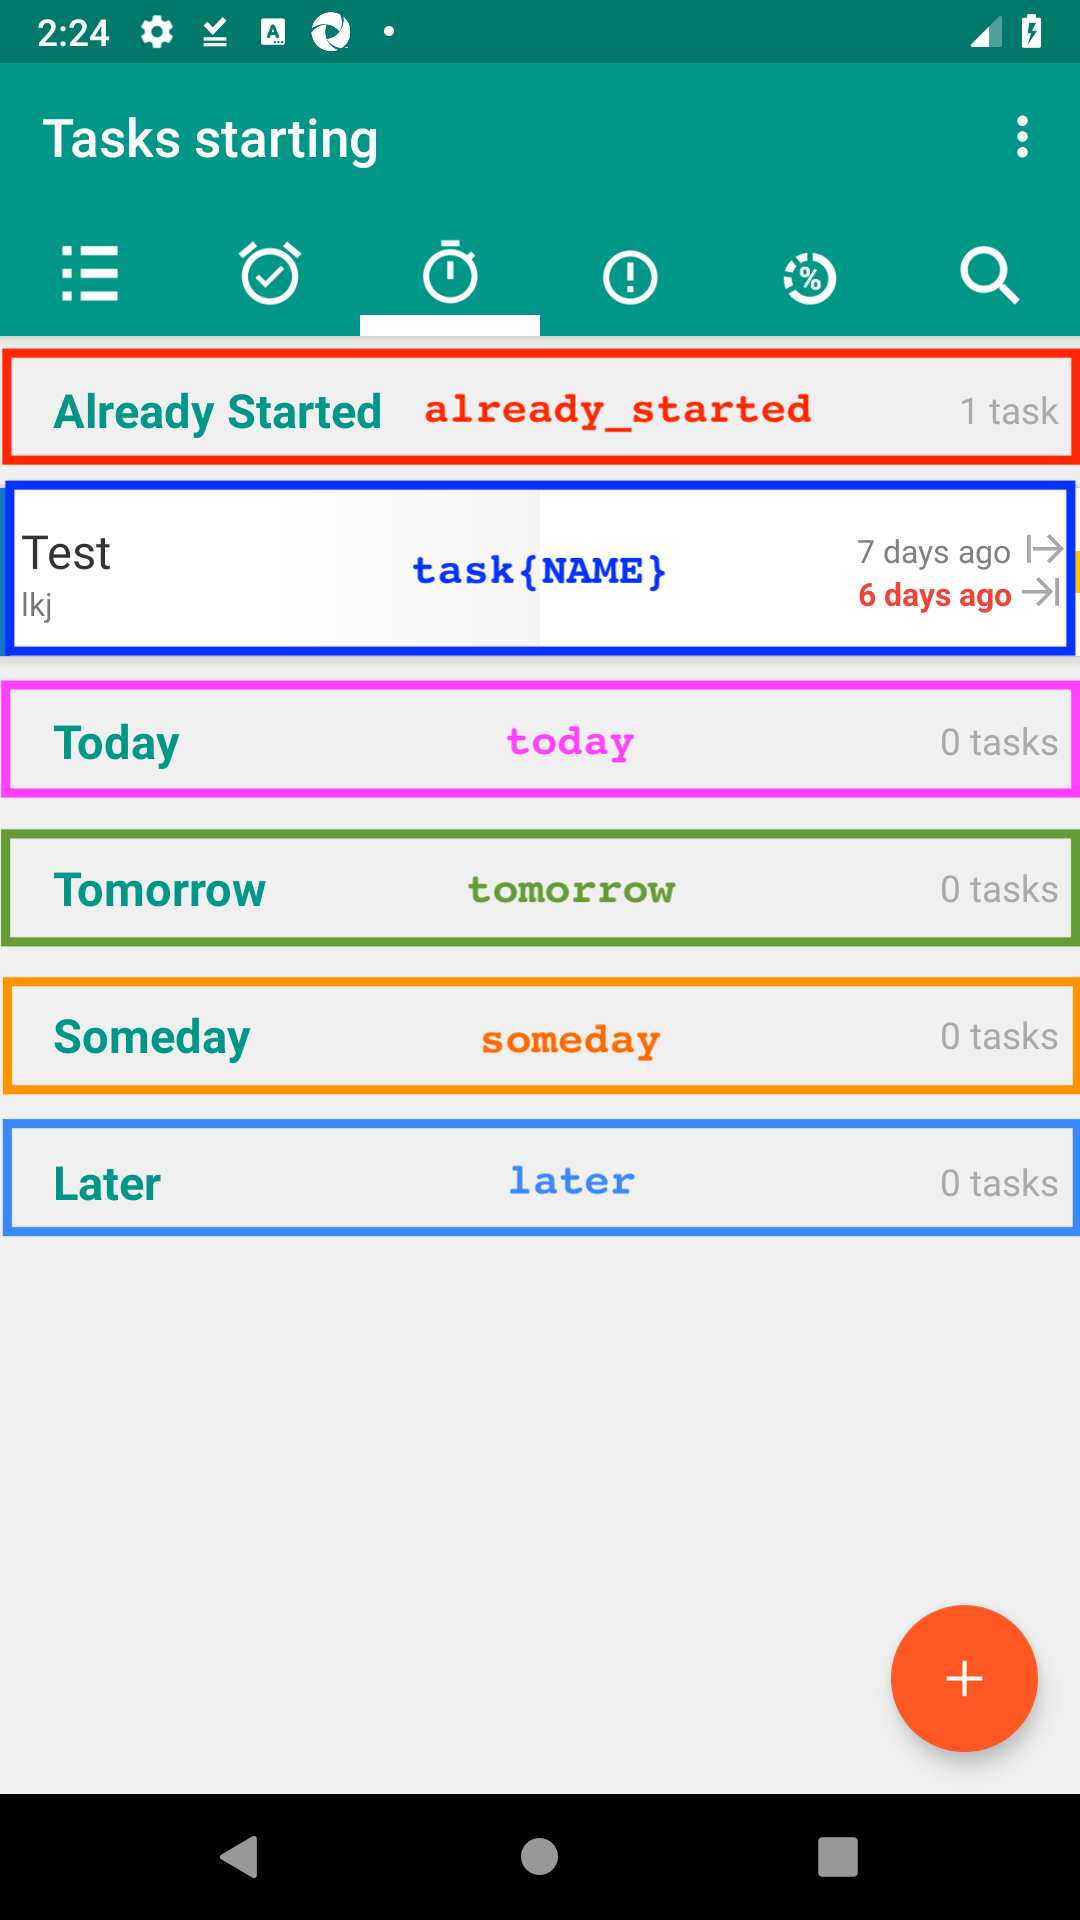 2:24
Tasks starting
Already Started already_started 1 task
Test task{NAME} 7 days ago
lkj 6 days ago
Today today 0 tasks
Tomorrow tomorrow 0 tasks
Someday someday 0 tasks
Later later 0 tasks